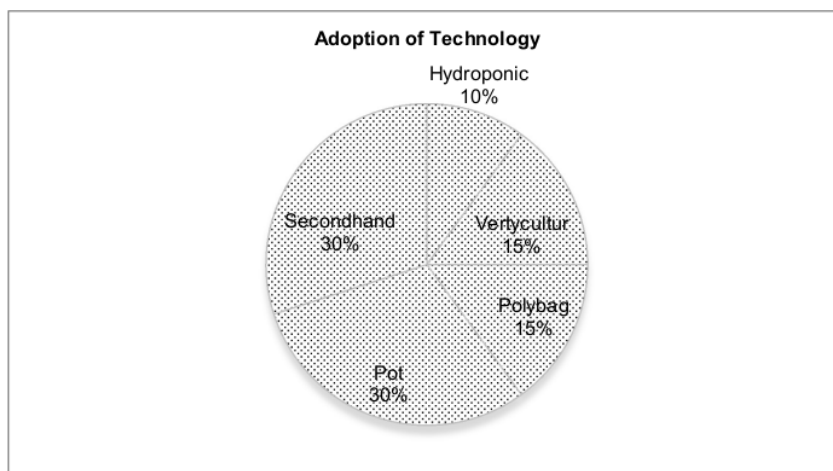 Adoption of Technology
Hydroponic
10%
Vertycultur
15%
Polybag
15%
Pot
30%
Secondhand
30%